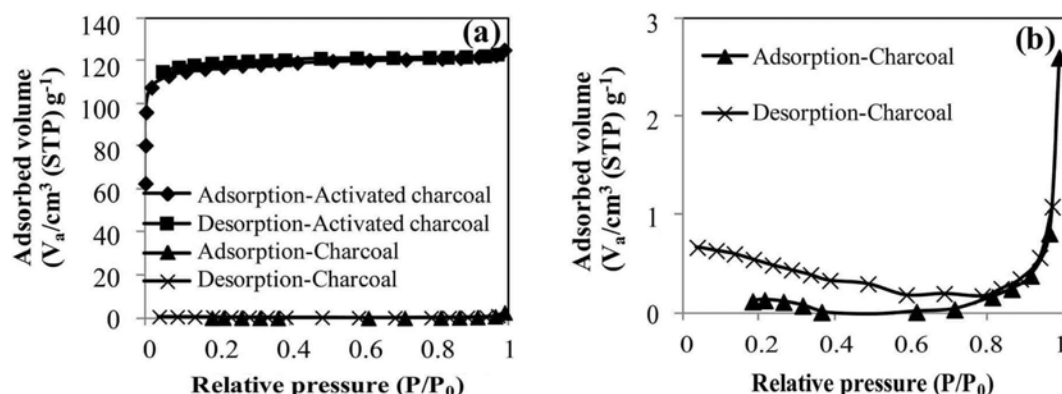 (a)
Adsorbed volume
(Vₐ/cm³ (STP) g⁻¹
140
120
100
80
60
40
20
0
Adsorption-Activated charcoal
Desorption-Activated charcoal
Adsorption-Charcoal
Desorption-Charcoal
0 0.2 0.4 0.6 0.8 1
Relative pressure (P/P₀)
(b)
Adsorbed volume
(Vₐ/cm³ (STP) g⁻¹
3
2
1
0
Adsorption-Charcoal
Desorption-Charcoal
0 0.2 0.4 0.6 0.8 1
Relative pressure (P/P₀)